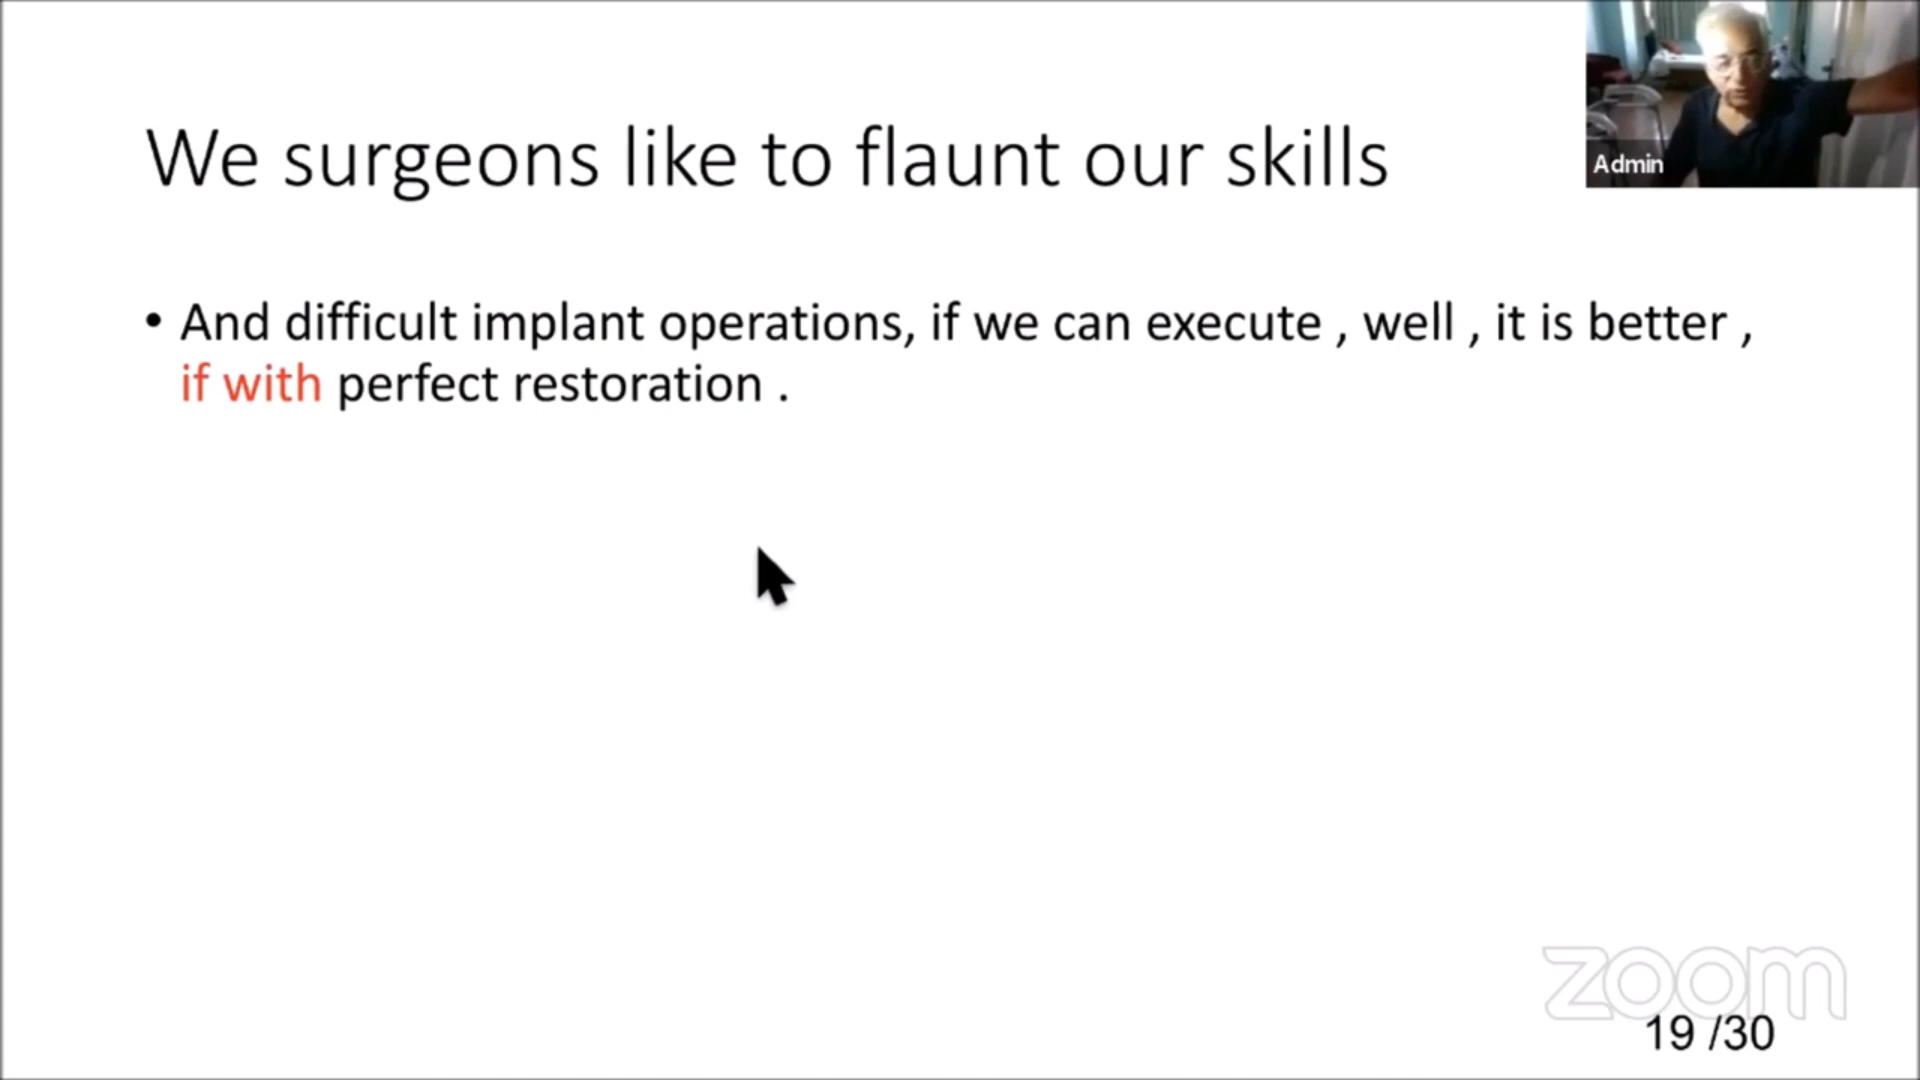 We surgeons like to flaunt our skills
Admin
• And difficult implant operations, if we can execute , well , it is better ,
if with perfect restoration .
zoom
19 /30